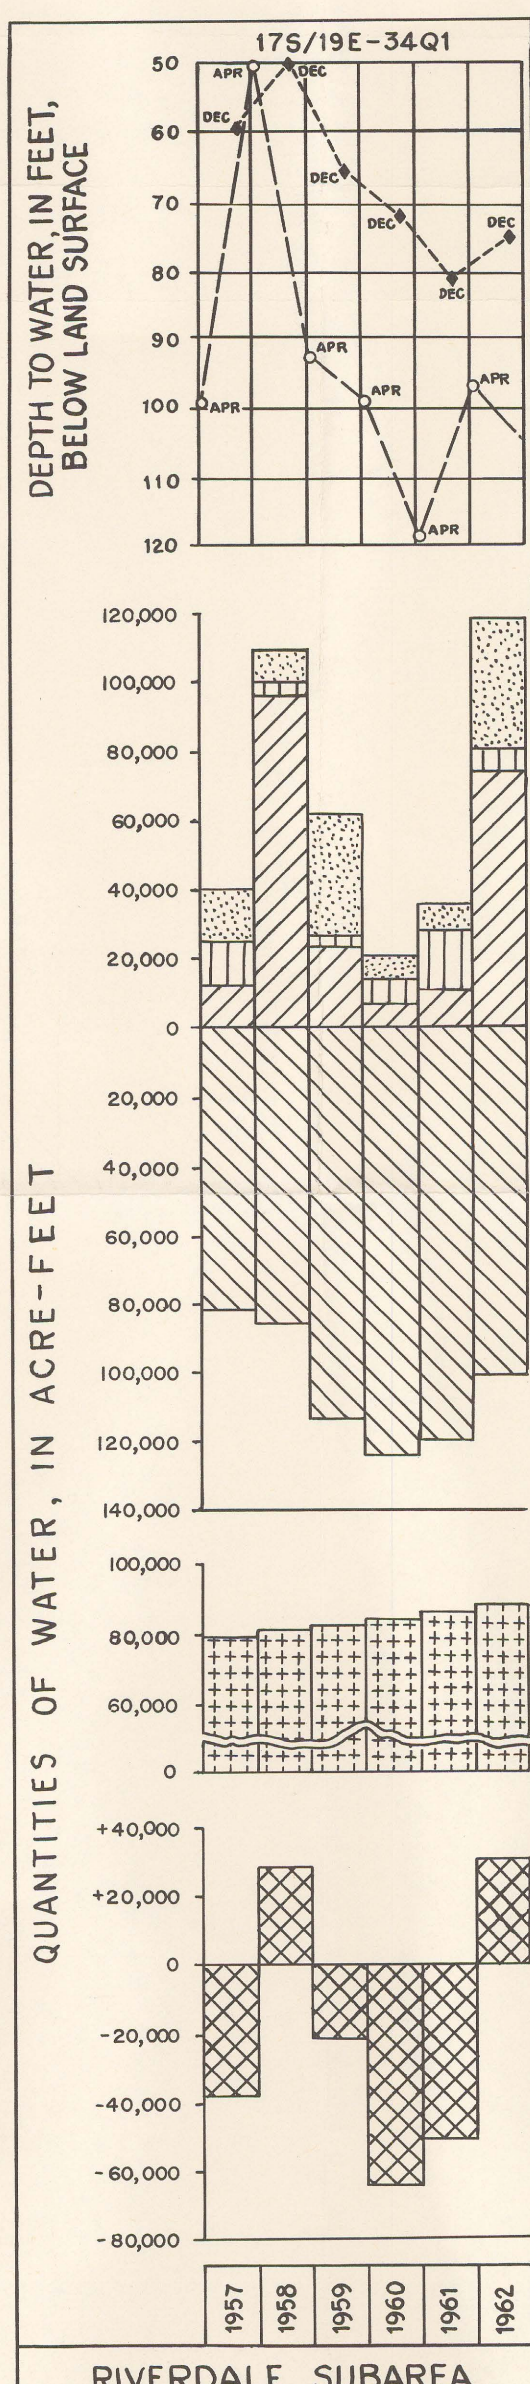 17S/19E-34Q1
DEPTH TO WATER, IN FEET,
BELOW LAND SURFACE
50
60
70
80
90
100
110
120
APR
DEC
DEC
DEC
DEC
DEC
DEC
APR
APR
APR
APR
APR
QUANTITIES OF WATER, IN ACRE-FEET
120,000
100,000
80,000
60,000
40,000
20,000
0
20,000
40,000
60,000
80,000
100,000
120,000
140,000
100,000
80,000
60,000
0
+40,000
+20,000
0
-20,000
-40,000
-60,000
-80,000
1957
1958
1959
1960
1961
1962
RIVERDALE SUBAREA